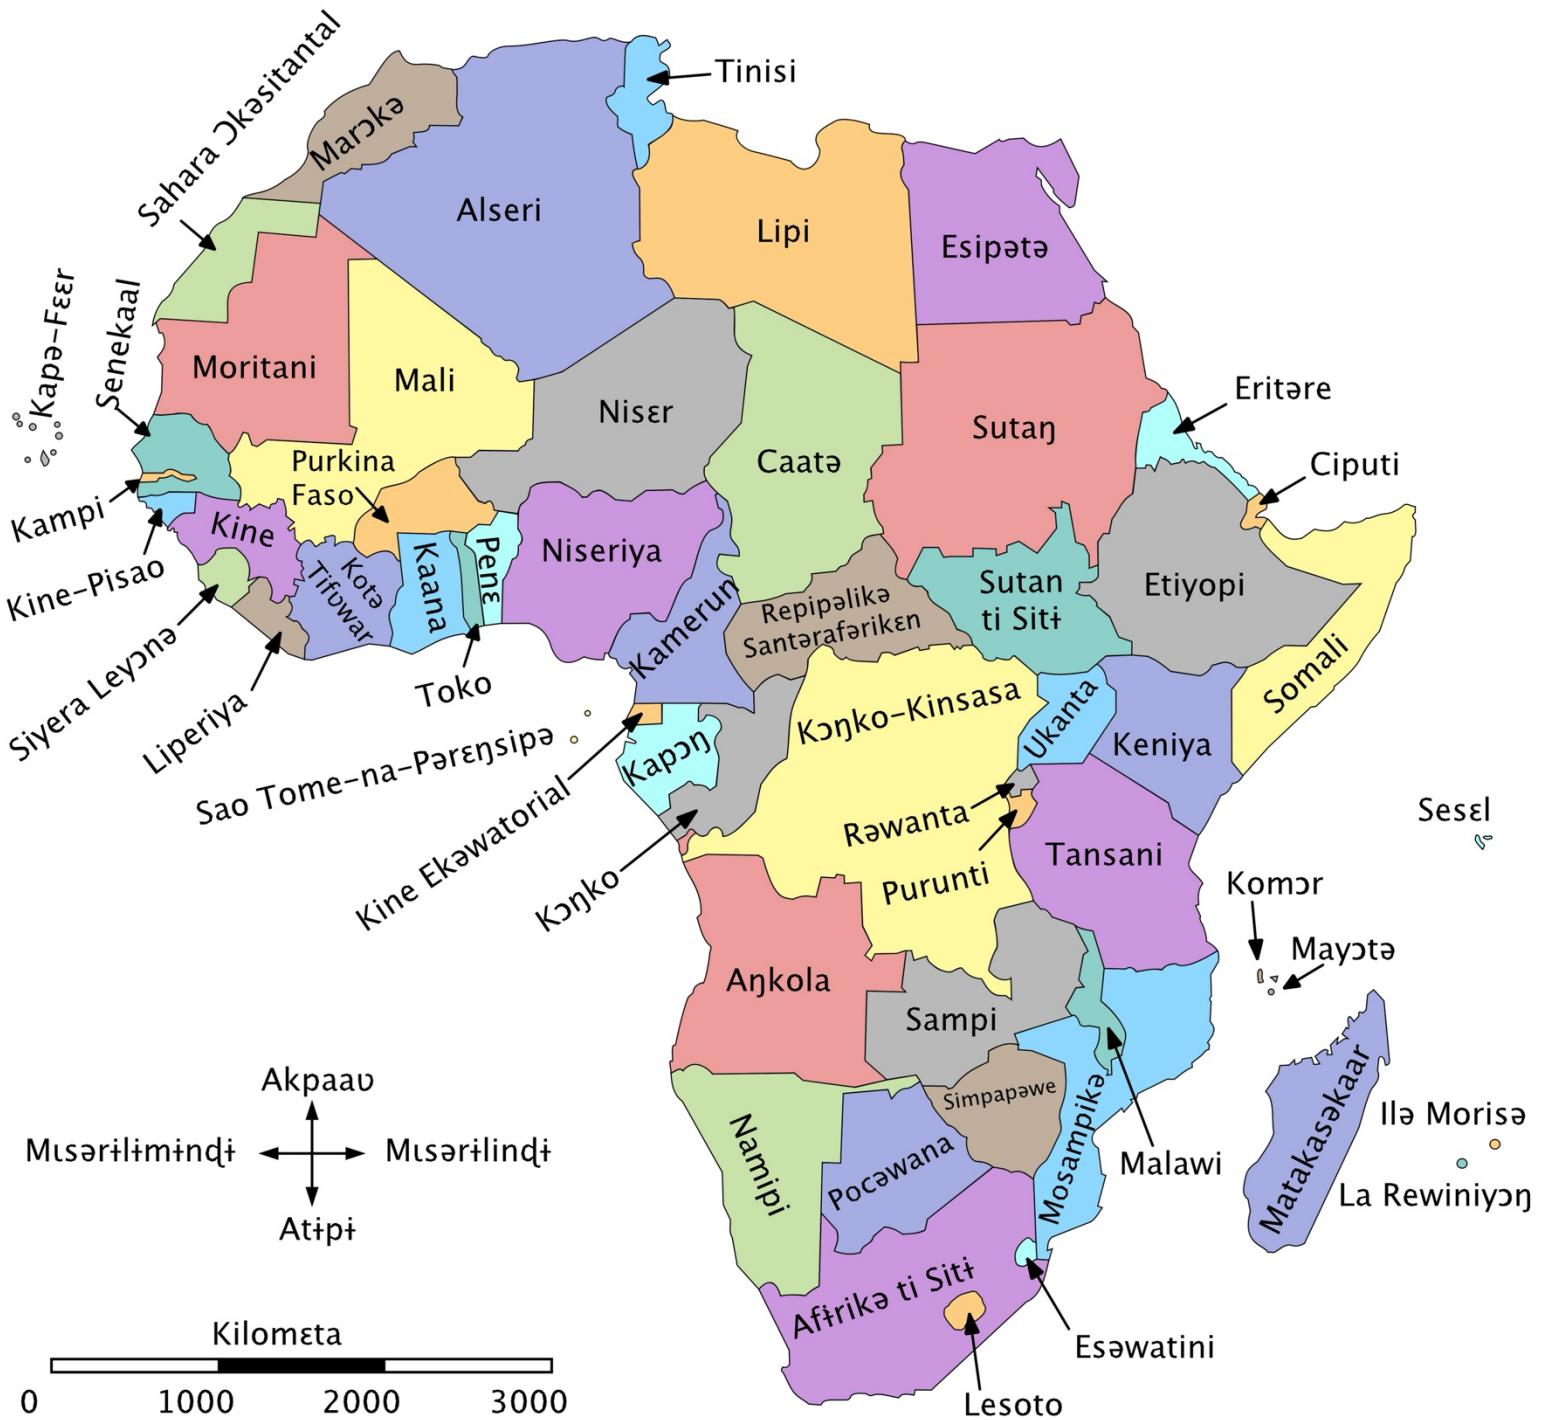 Tinisi
Marɔkə
Sahara Ɔkəsitantal
Alseri
Lipi
Esipətə
Kapə-Fɛɛr
Senekaal
Moritani
Mali
Nisɛr
Caatə
Sutaŋ
Eritəre
Ciputi
Purkina
Faso
Kampi
Kine
Kine-Pisao
Siyera Leyɔnə
Liperiya
Kotə
Tifʋwar
Kaana
Penɛ
Toko
Niseriya
Kamerun
Repipəlikə
Santərafərikɛn
Sutan
ti Sitɨ
Etiyopi
Somali
Sao Tome-na-Pərɛŋsipə
Kine Ekəwatorial
Kapɔŋ
Kɔŋko
Kɔŋko-Kinsasa
Ukanta
Keniya
Rəwanta
Purunti
Tansani
Sesɛl
Komɔr
Mayɔtə
Aŋkola
Sampi
Malawi
Mosampikə
Simpapəwe
Namipi
Pocəwana
Matakasəkaar
Ilə Morisə
La Rewiniyɔŋ
Afɨrikə ti Sitɨ
Esəwatini
Lesoto
Akpaaʋ
Mɩsərɨlɨmɨnɖɨ
Mɩsərɨlinɖɨ
Atɨpɨ
Kilomɛta
0 1000 2000 3000